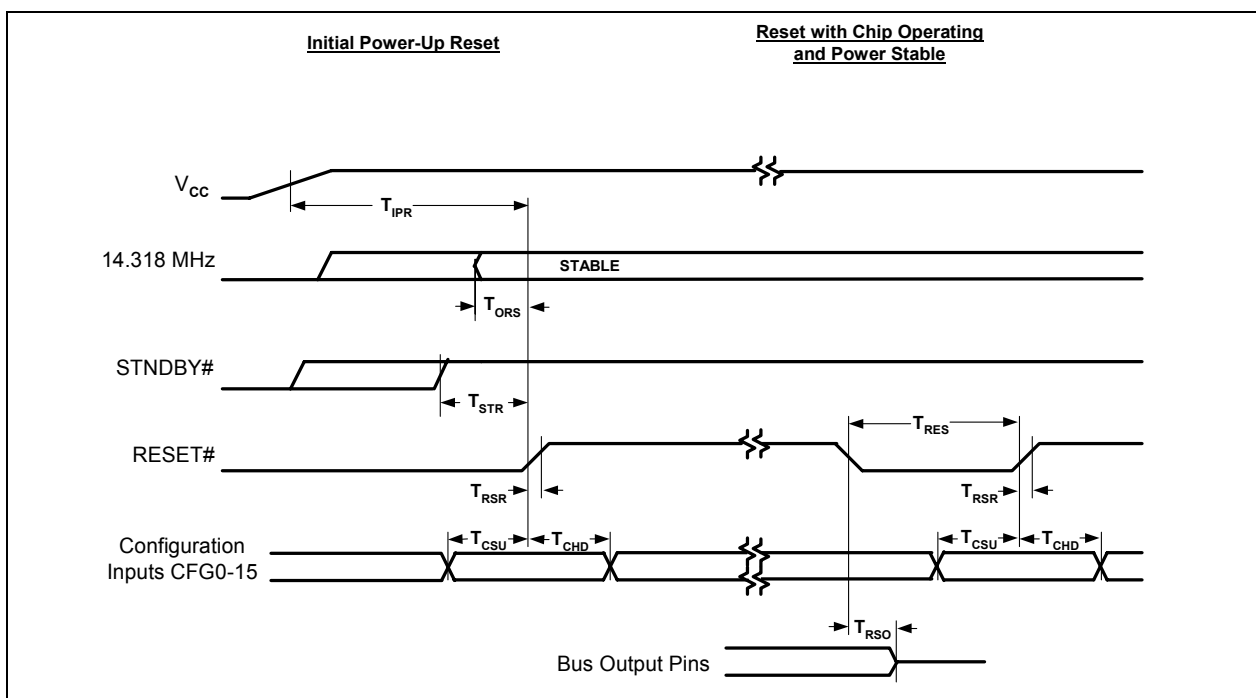 Initial Power-Up Reset
Reset with Chip Operating
and Power Stable
VCC
TIPR
14.318 MHz
STABLE
TORS
STNDBY#
TSTR
TRES
RESET#
TRSR
TRSR
Configuration
Inputs CFG0-15
TCSU
TCHD
TCSU
TCHD
TRSO
Bus Output Pins